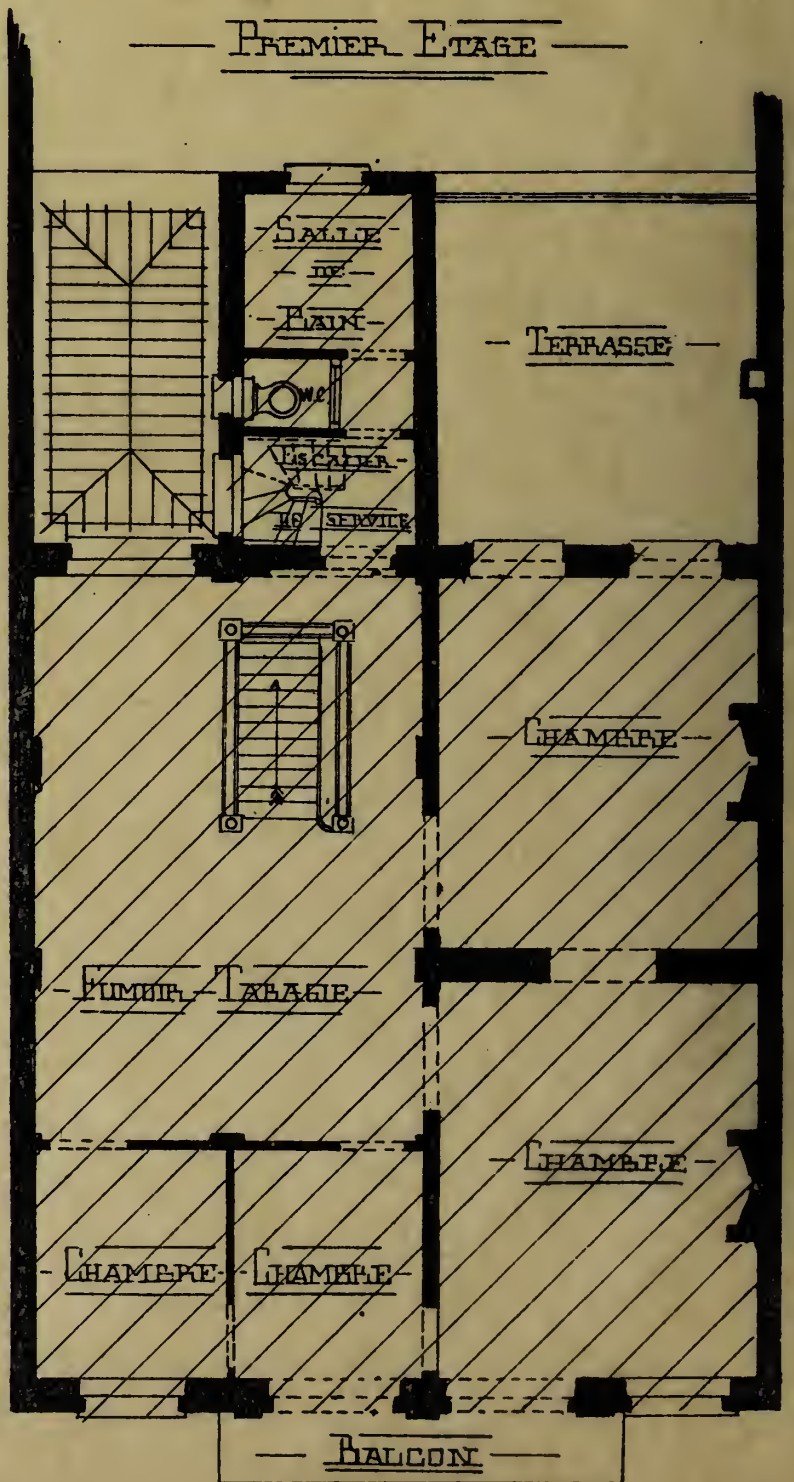 PREMIER ETAGE
SALLE
DE
BAIN
TERRASSE
W.C.
ESCALIER
DE SERVICE
CHAMBRE
FUMOIR - TABAGIE
CHAMBRE
CHAMBRE - CHAMBRE
BALCON